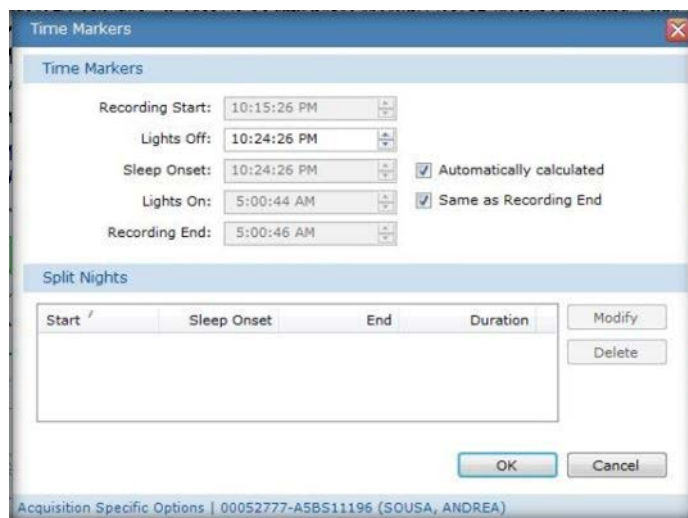 Time Markers
Time Markers
Recording Start: 10:15:26 PM
Lights Off: 10:24:26 PM
Sleep Onset: 10:24:26 PM Automatically calculated
Lights On: 5:00:44 AM Same as Recording End
Recording End: 5:00:46 AM
Split Nights
Start / Sleep Onset End Duration Modify
Delete
OK Cancel
Acquisition Specific Options | 00052777-A5BS11196 (SOUSA, ANDREA)